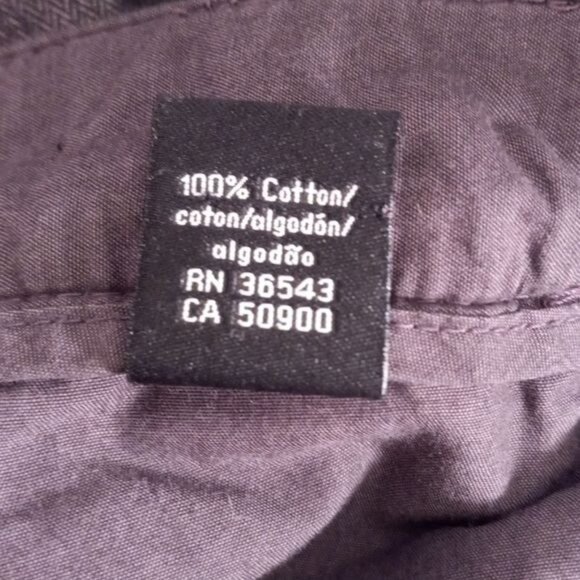 100% Cotton/
coton/algodón/
algodão
RN 36543
CA 50900